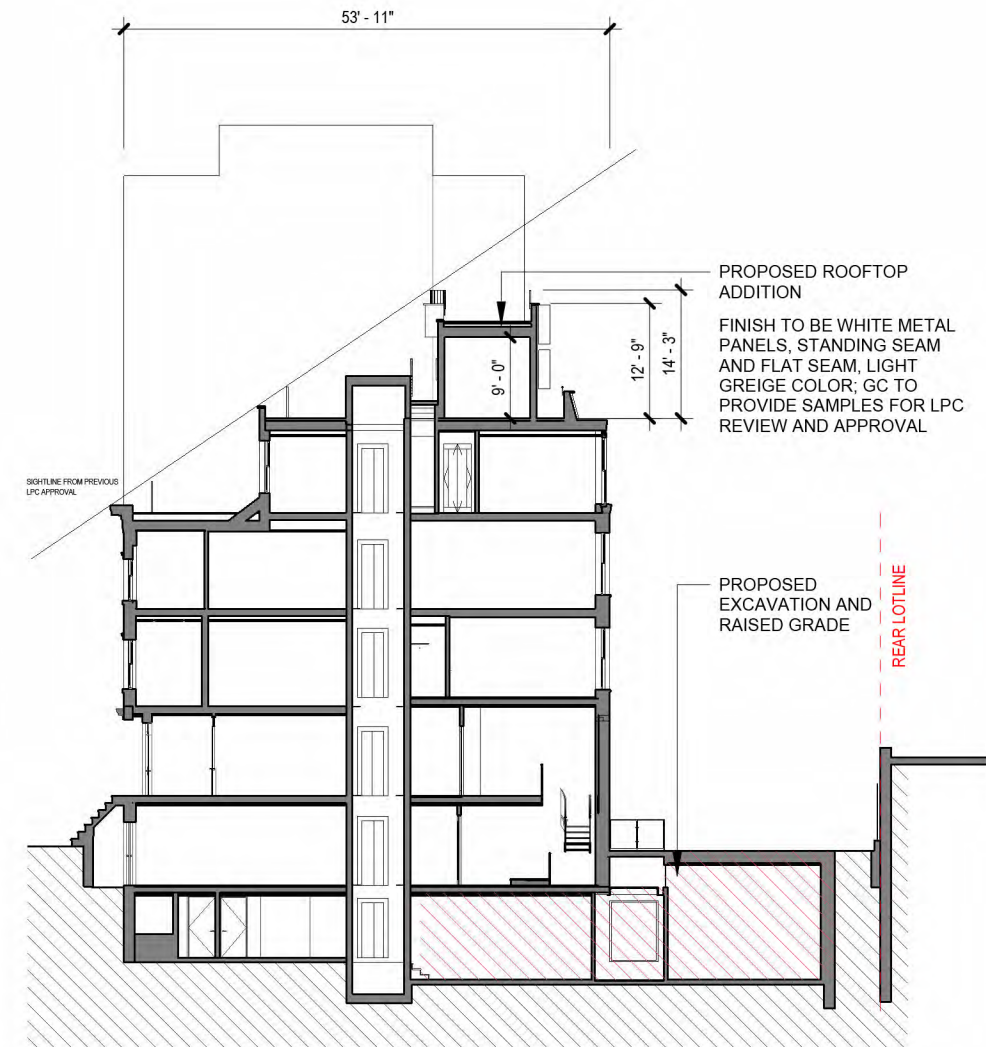 53' - 11"
PROPOSED ROOFTOP
ADDITION
FINISH TO BE WHITE METAL
PANELS, STANDING SEAM
AND FLAT SEAM, LIGHT
GREIGE COLOR; GC TO
PROVIDE SAMPLES FOR LPC
REVIEW AND APPROVAL
9' - 0"
12' - 9"
14' - 3"
SIGHTLINE FROM PREVIOUS
LPC APPROVAL
PROPOSED
EXCAVATION AND
RAISED GRADE
REAR LOTLINE